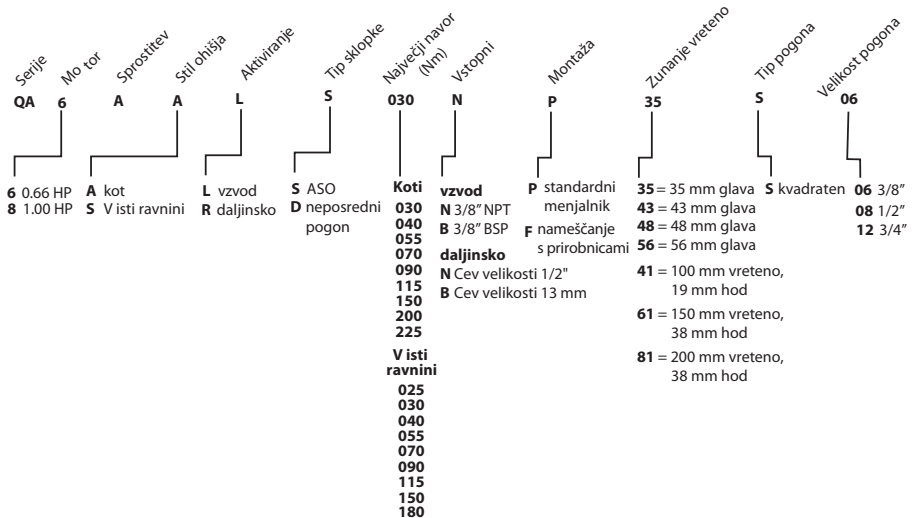 Serije
Mo tor
Sprostitev
Stil ohišja
Aktiviranje
Tip sklopke
Največji navor
(Nm)
Vstopni
Montaža
Zunanje vreteno
Tip pogona
Velikost pogona
QA 6 A A L S 030 N P 35 S 06
6 0.66 HP
8 1.00 HP
A kot
S V isti ravnini
L vzvod
R daljinsko
S ASO
D neposredni
pogon
Koti
030
040
055
070
090
115
150
200
225
V isti
ravnini
025
030
040
055
070
090
115
150
180
vzvod
N 3/8” NPT
B 3/8” BSP
daljinsko
N Cev velikosti 1/2"
B Cev velikosti 13 mm
P standardni
menjalnik
F nameščanje
s prirobnicami
35 = 35 mm glava
43 = 43 mm glava
48 = 48 mm glava
56 = 56 mm glava
41 = 100 mm vreteno,
19 mm hod
61 = 150 mm vreteno,
38 mm hod
81 = 200 mm vreteno,
38 mm hod
S kvadraten
06 3/8”
08 1/2”
12 3/4”